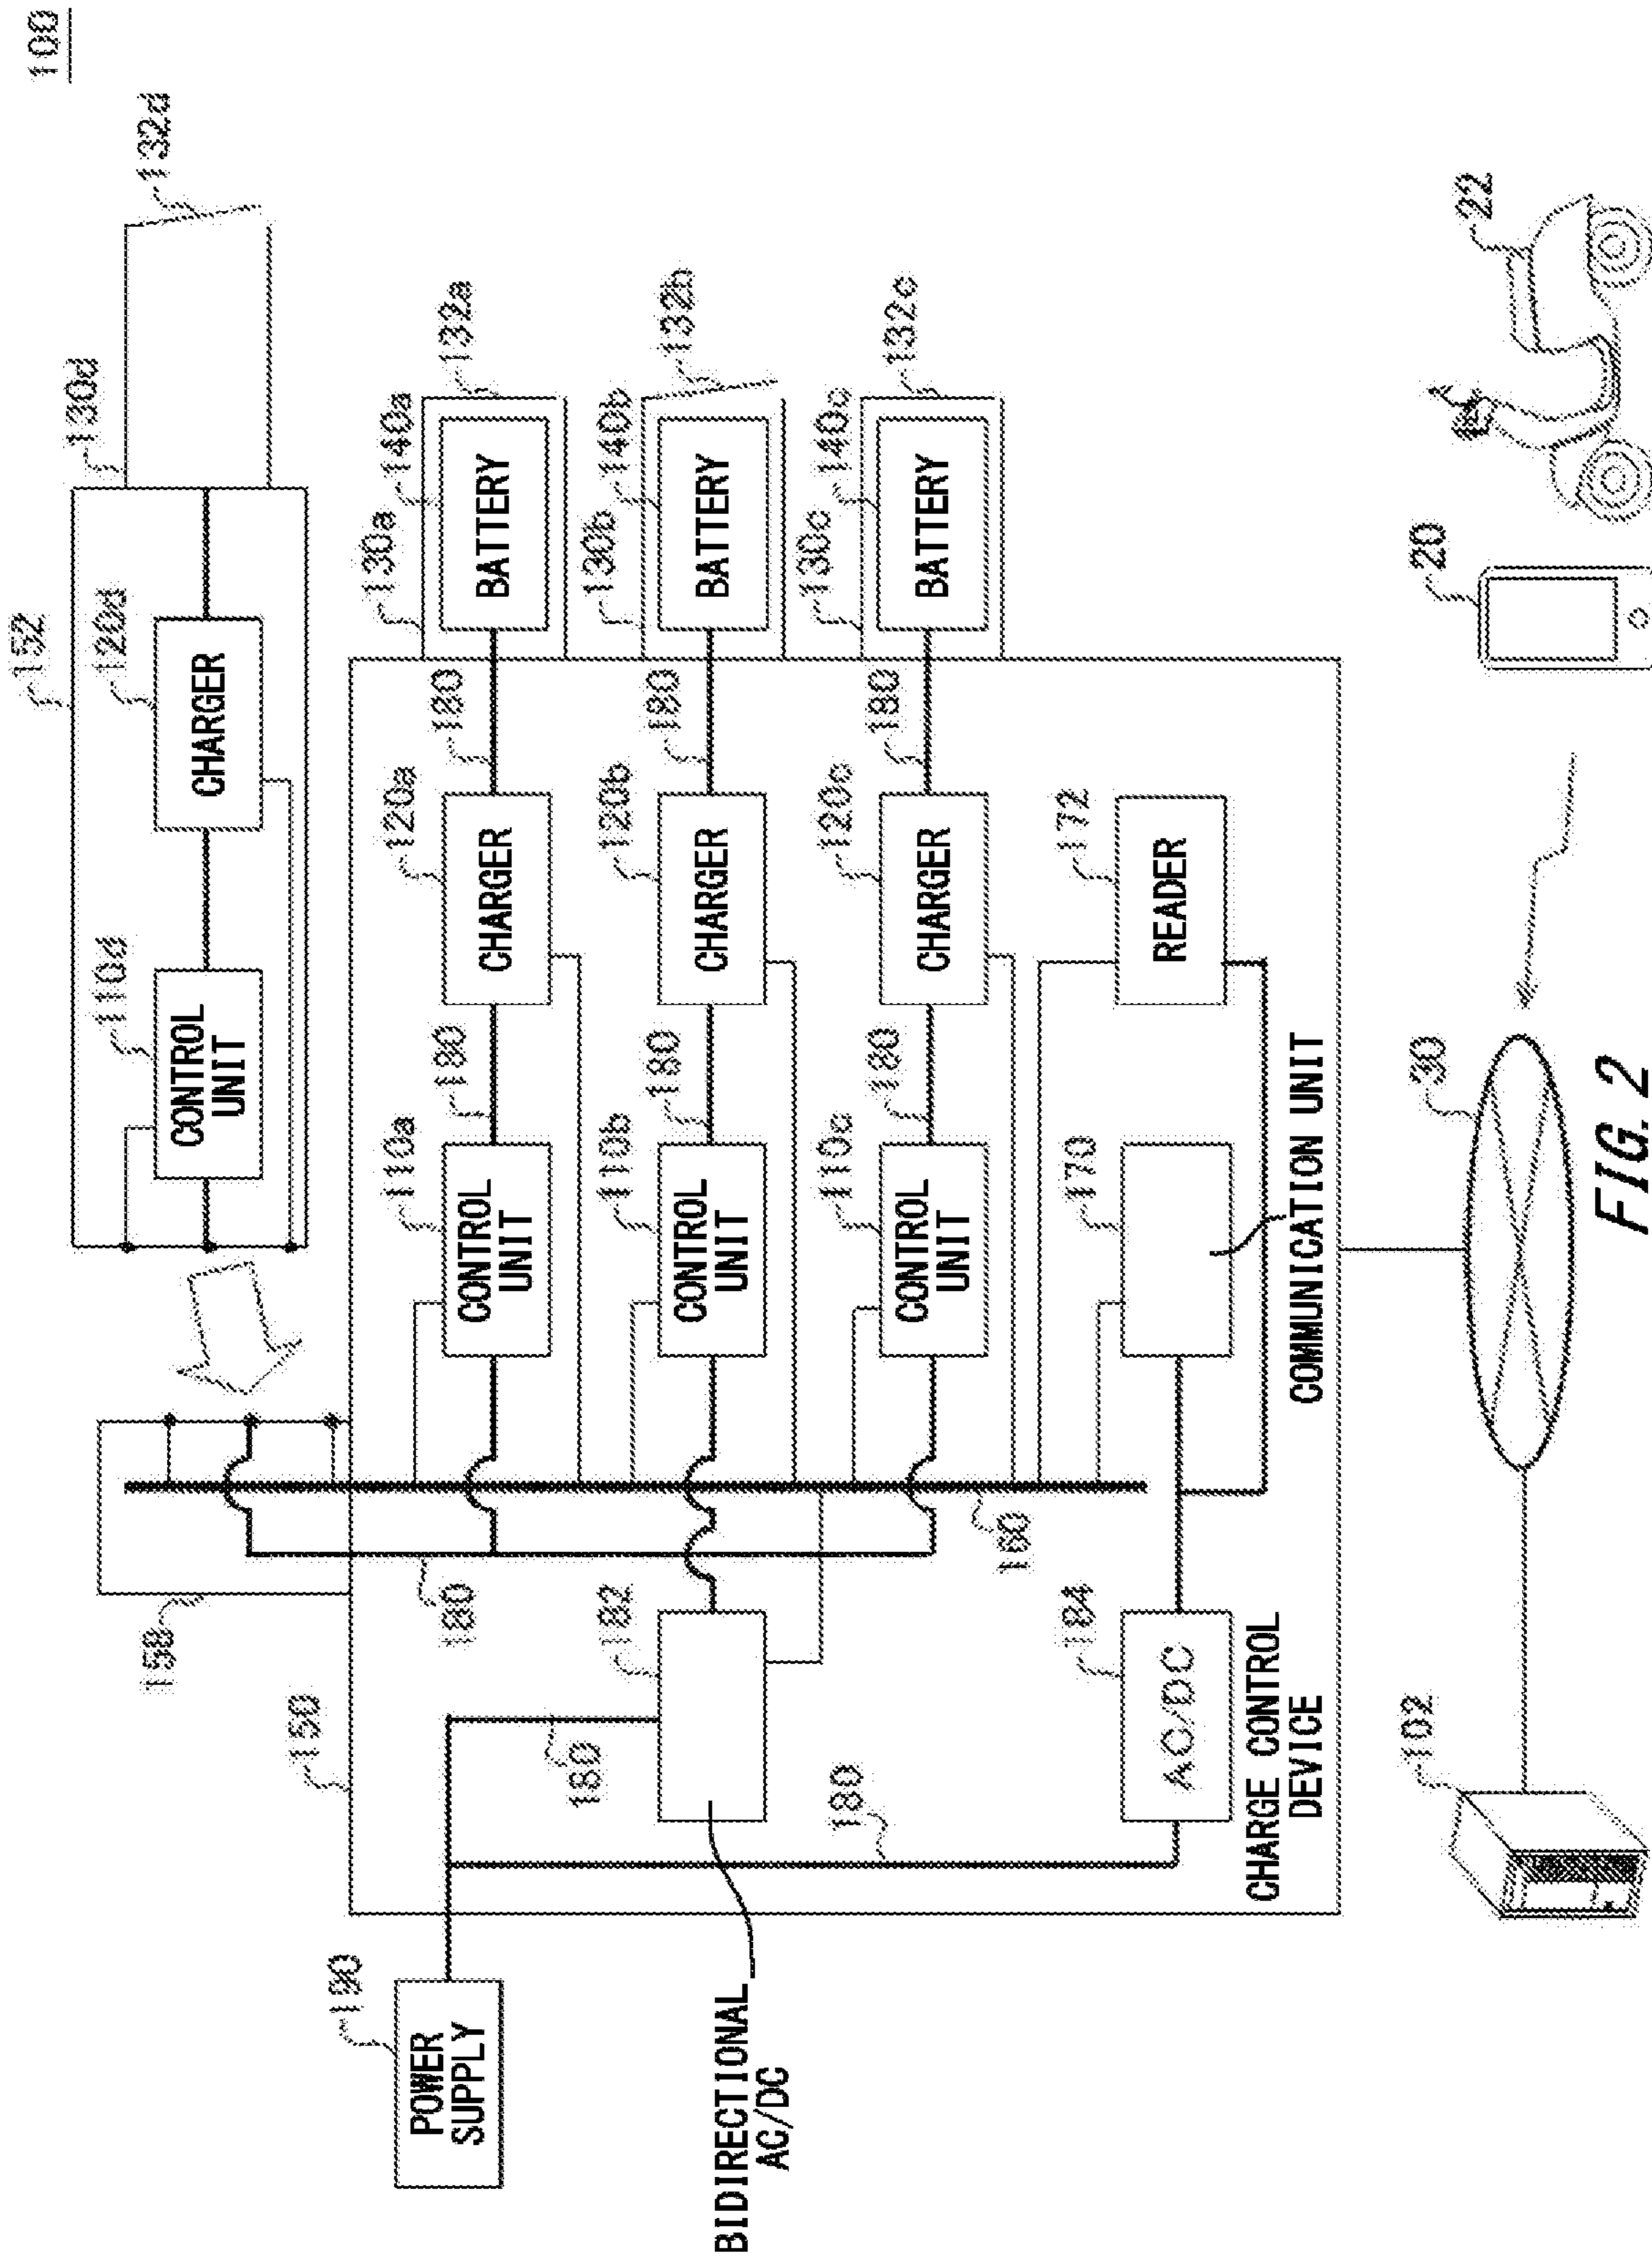 100
152
130d
132d
110d
CONTROL
UNIT
120d
CHARGER
158
150
190
POWER
SUPPLY
180
110a
CONTROL
UNIT
180
120a
CHARGER
180
130a
140a
BATTERY
132a
182
180
BIDIRECTIONAL
AC/DC
110b
CONTROL
UNIT
180
120b
CHARGER
180
130b
140b
BATTERY
132b
110c
CONTROL
UNIT
180
120c
CHARGER
180
130c
140c
BATTERY
132c
160
180
184
AC/DC
170
172
READER
CHARGE CONTROL
DEVICE
COMMUNICATION UNIT
102
30
20
22
FIG. 2